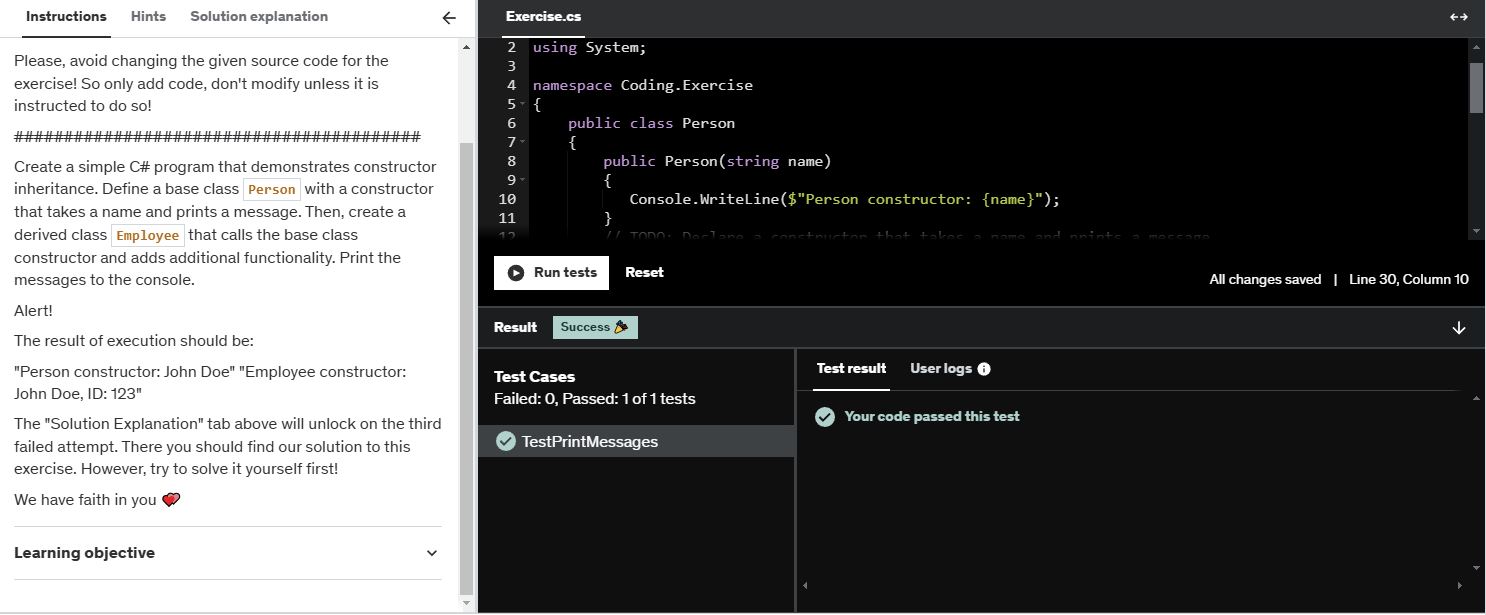 Instructions Hints Solution explanation
Please, avoid changing the given source code for the
exercise! So only add code, don't modify unless it is
instructed to do so!
#########################################
Create a simple C# program that demonstrates constructor
inheritance. Define a base class Person with a constructor
that takes a name and prints a message. Then, create a
derived class Employee that calls the base class
constructor and adds additional functionality. Print the
messages to the console.
Alert!
The result of execution should be:
"Person constructor: John Doe" "Employee constructor:
John Doe, ID: 123"
The "Solution Explanation" tab above will unlock on the third
failed attempt. There you should find our solution to this
exercise. However, try to solve it yourself first!
We have faith in you 💕
Learning objective
Exercise.cs
2 using System;
3
4 namespace Coding.Exercise
5 {
6 public class Person
7 {
8 public Person(string name)
9 {
10 Console.WriteLine($"Person constructor: {name}");
11 }
12 // TODO: Declare a constructor that takes a name and prints a message
Run tests Reset
All changes saved | Line 30, Column 10
Result Success 🎉
Test Cases
Failed: 0, Passed: 1 of 1 tests
TestPrintMessages
Test result User logs
Your code passed this test